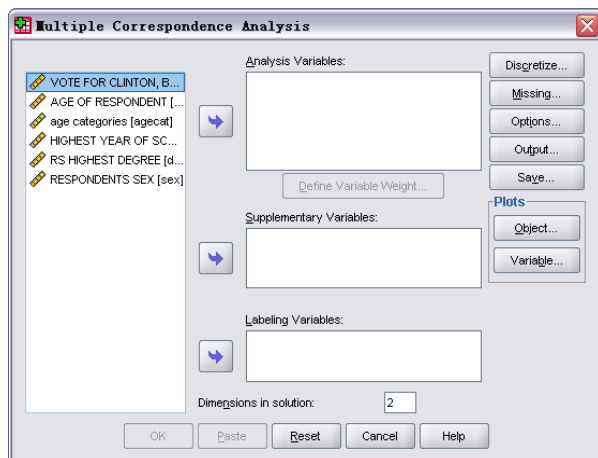 Multiple Correspondence Analysis
VOTE FOR CLINTON, B...
AGE OF RESPONDENT [...
age categories [agecat]
HIGHEST YEAR OF SC...
RS HIGHEST DEGREE [d...
RESPONDENTS SEX [sex]
Analysis Variables:
Define Variable Weight...
Supplementary Variables:
Labeling Variables:
Dimensions in solution:
2
Discretize...
Missing...
Options...
Output...
Save...
Plots
Object...
Variable...
OK
Paste
Reset
Cancel
Help